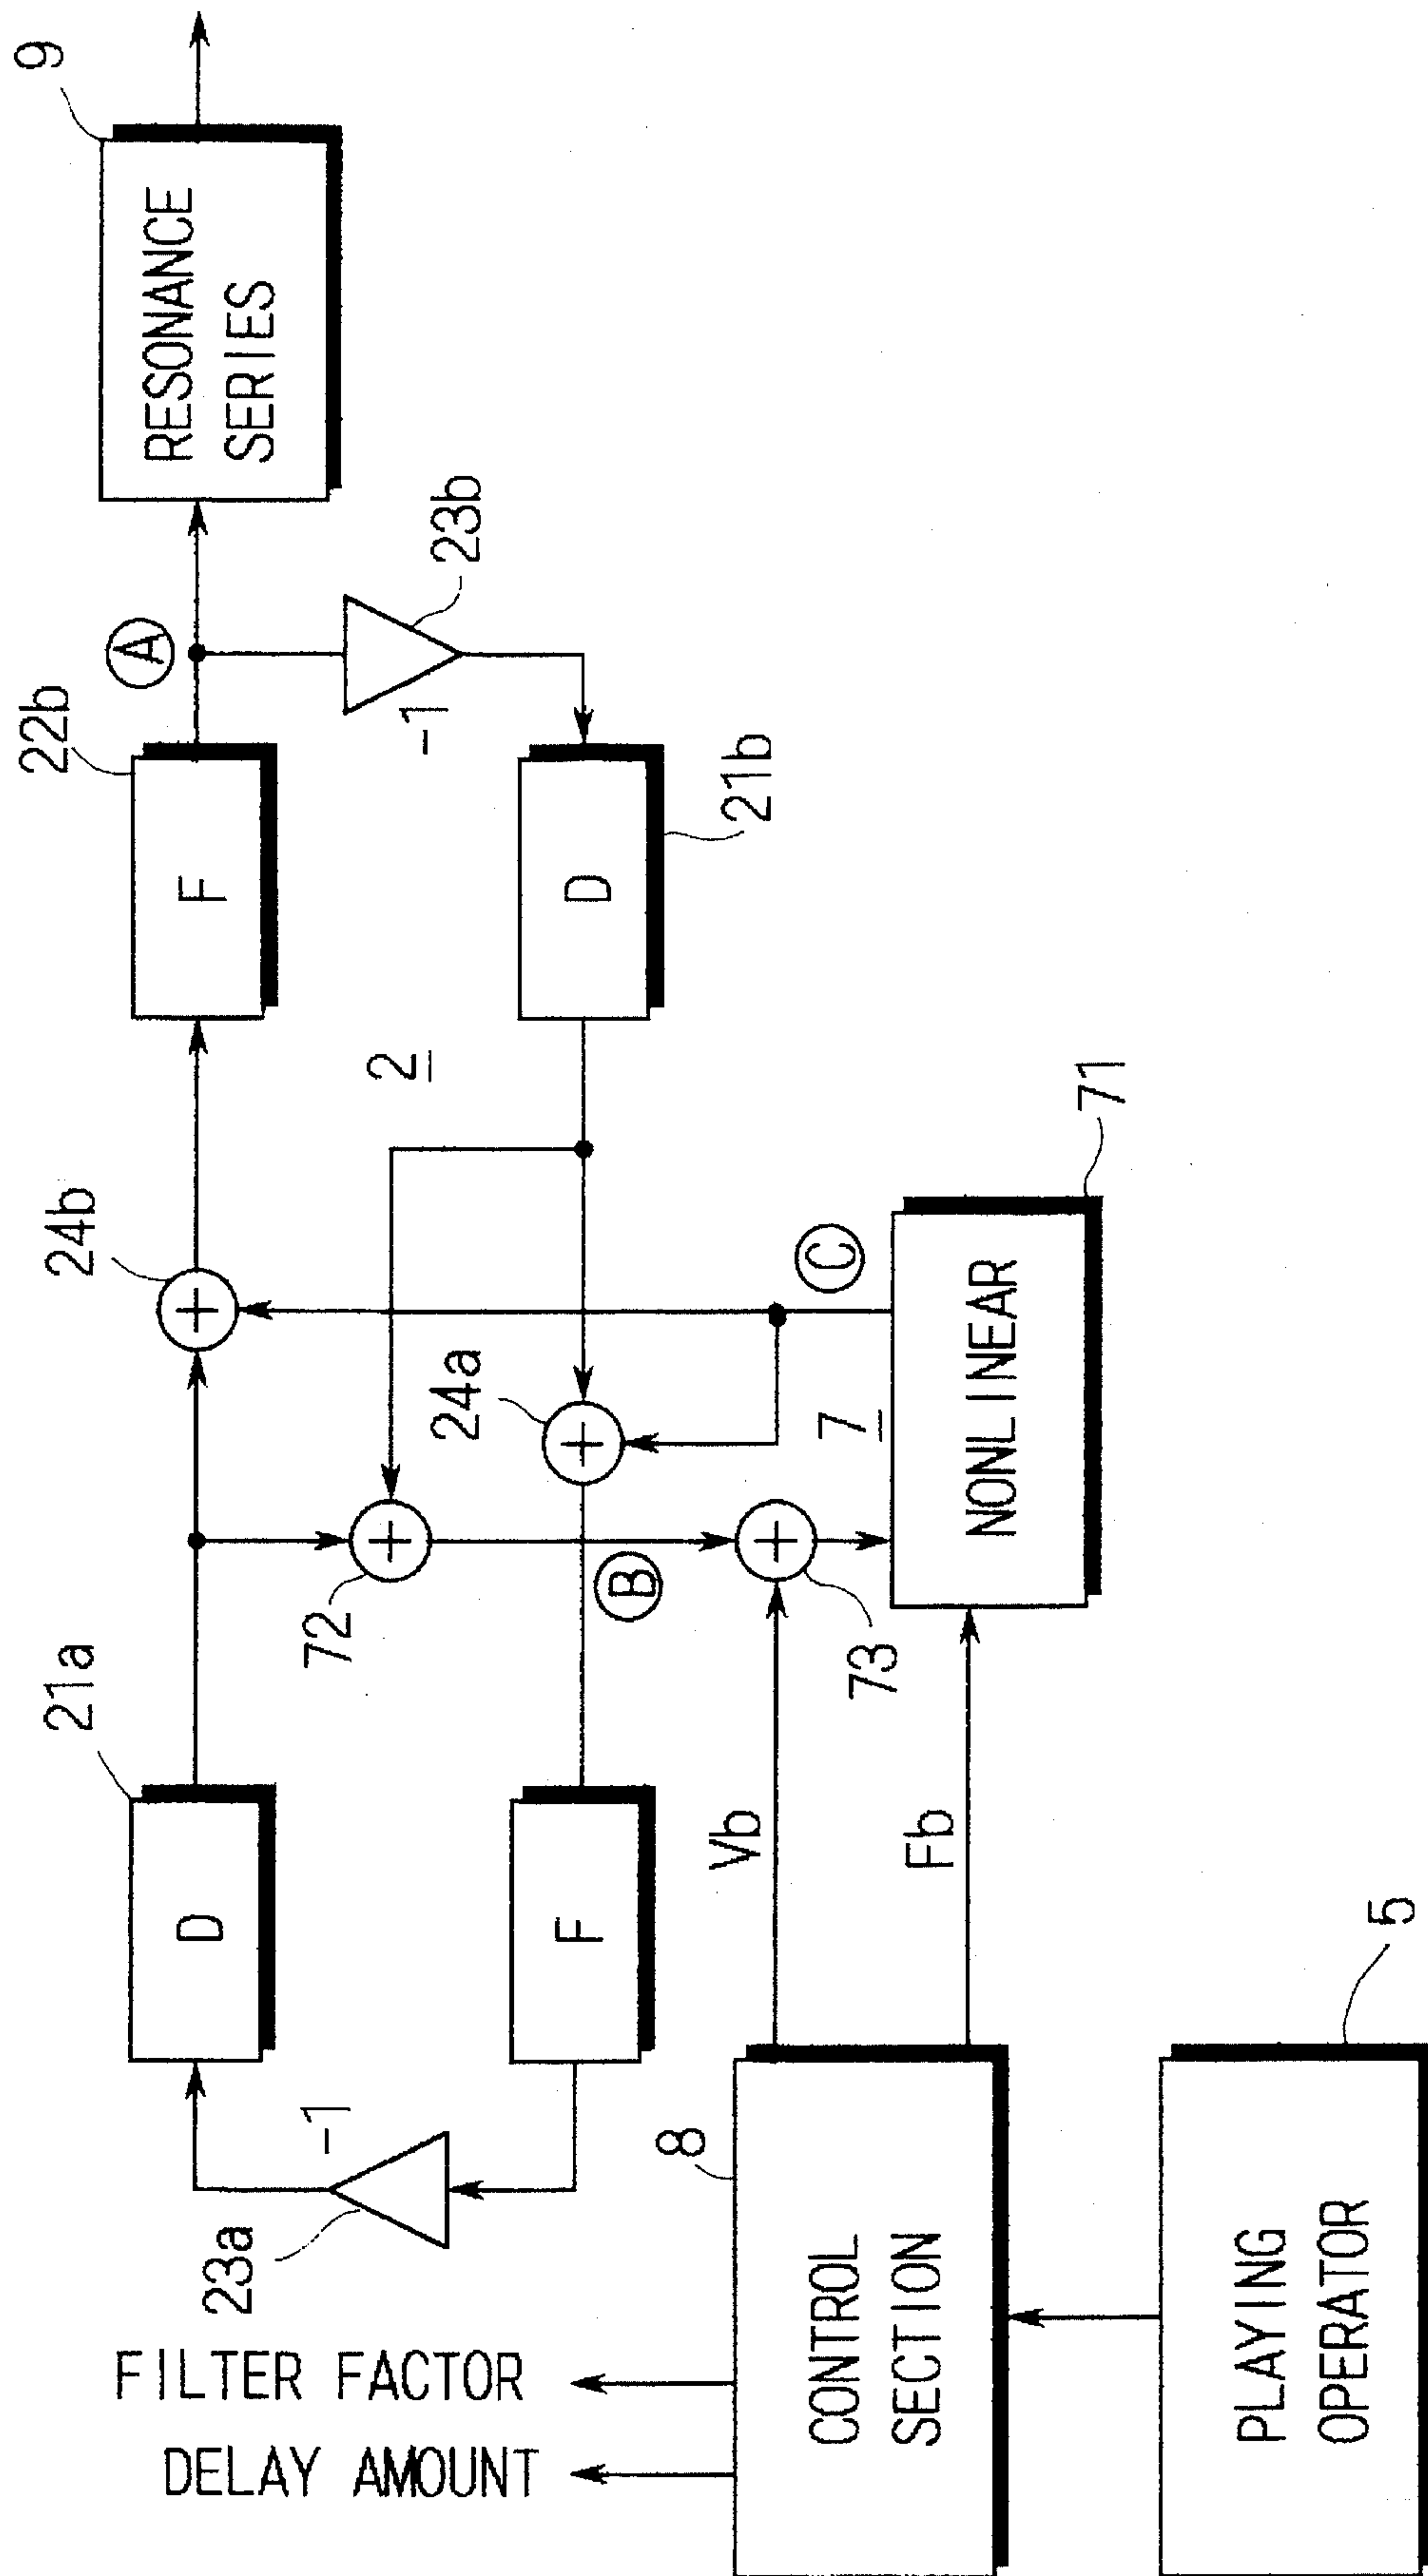 9
RESONANCE
SERIES
A
22b
F
23b
-1
D
21b
2
24b
24a
C
7
NONLINEAR
71
72
B
73
21a
D
F
Vb
Fb
-1
23a
8
CONTROL
SECTION
5
PLAYING
OPERATOR
FILTER FACTOR
DELAY AMOUNT
+
+
+
+